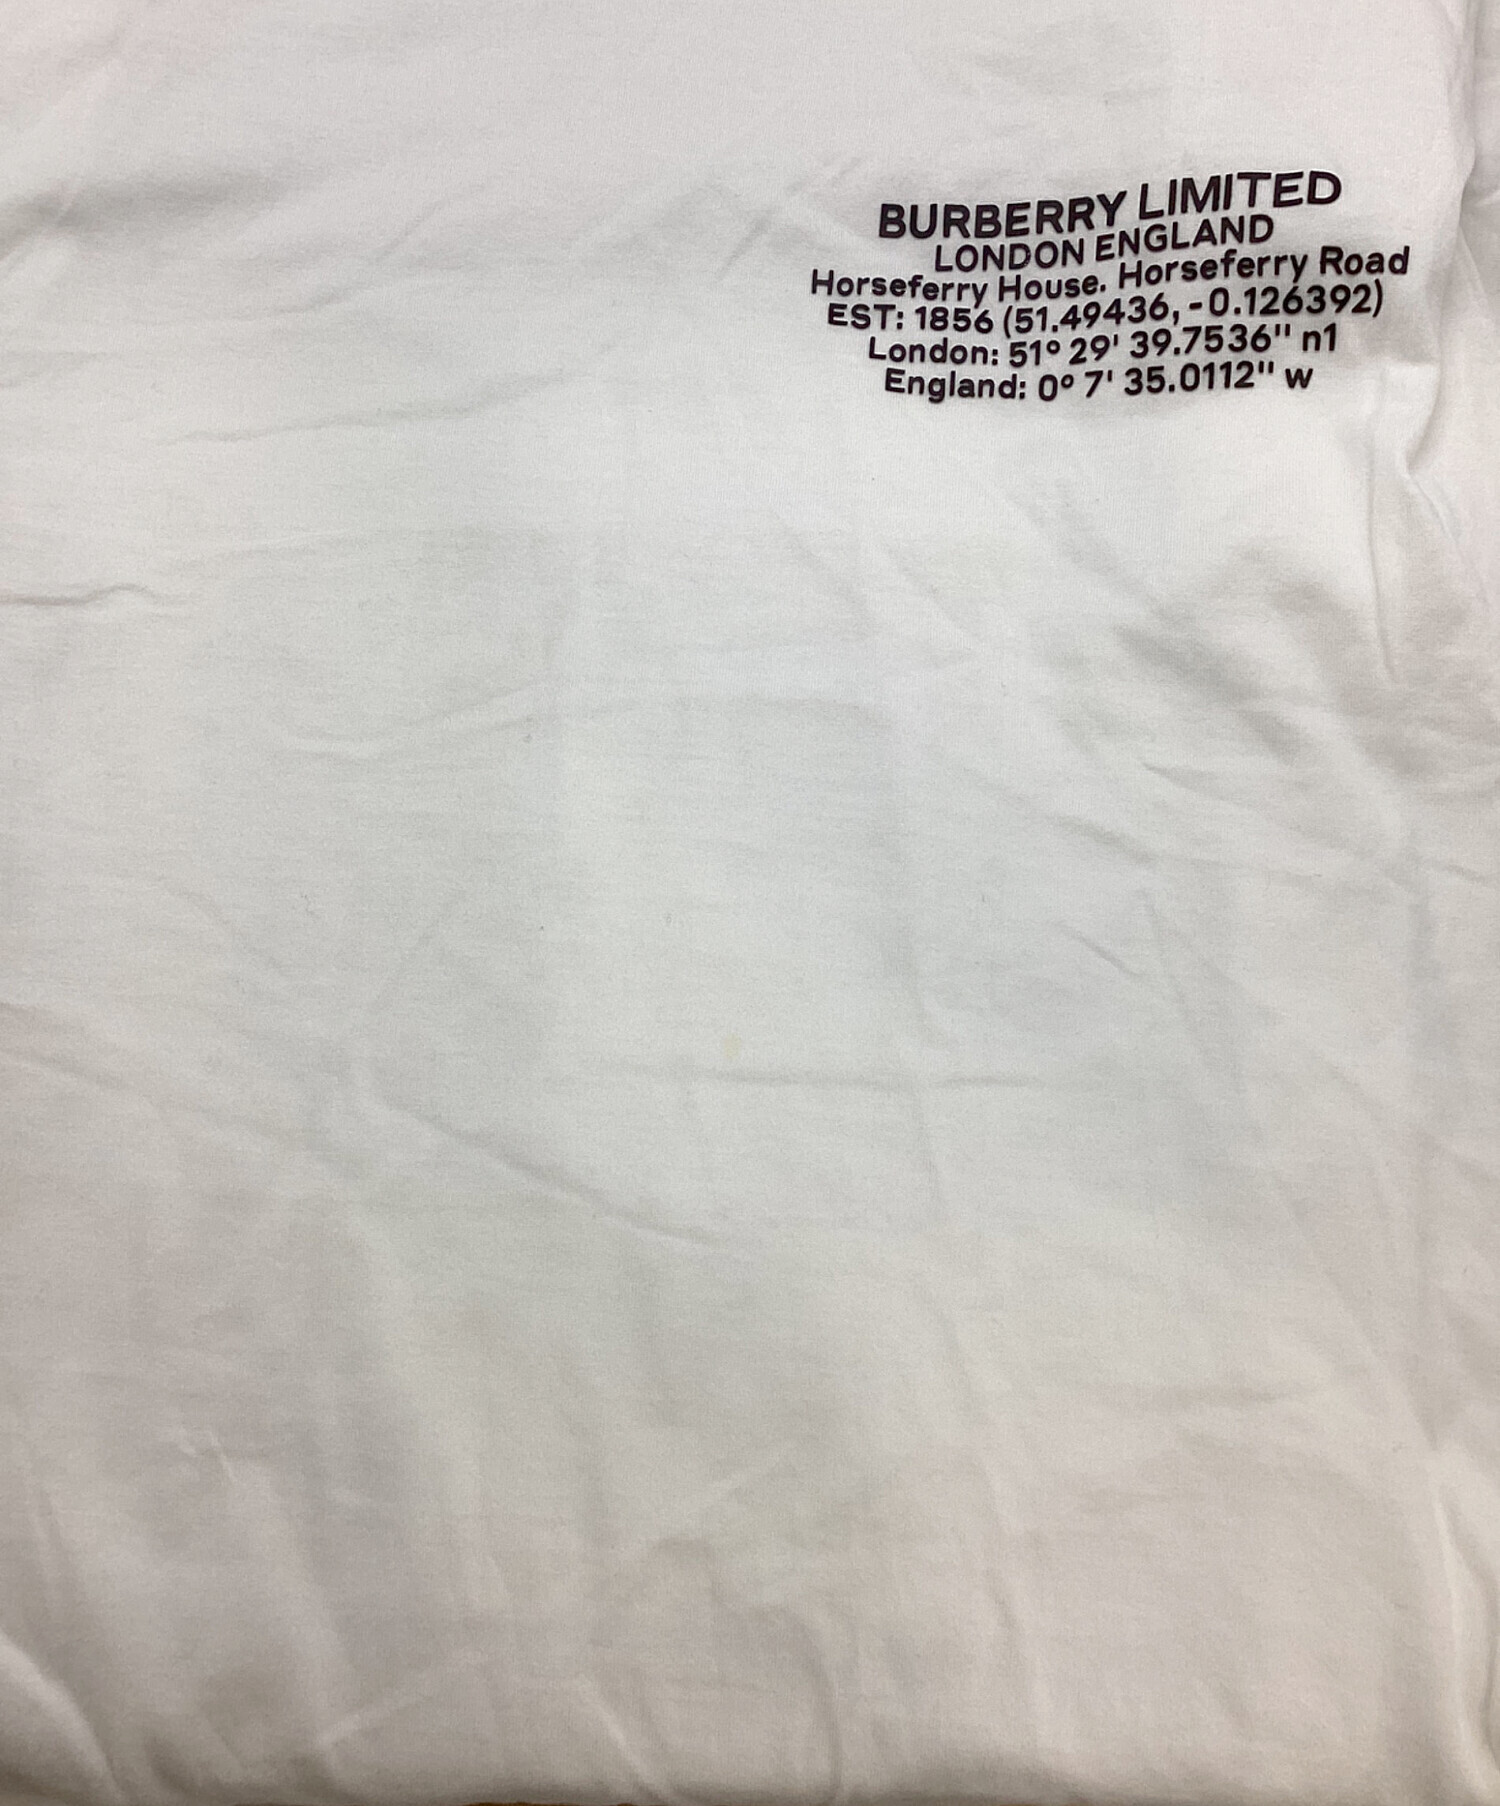 BURBERRY LIMITED
LONDON ENGLAND
Horseferry House. Horseferry Road
EST: 1856 (51.49436, -0.126392)
London: 51° 29' 39.7536" n1
England: 0° 7' 35.0112" w